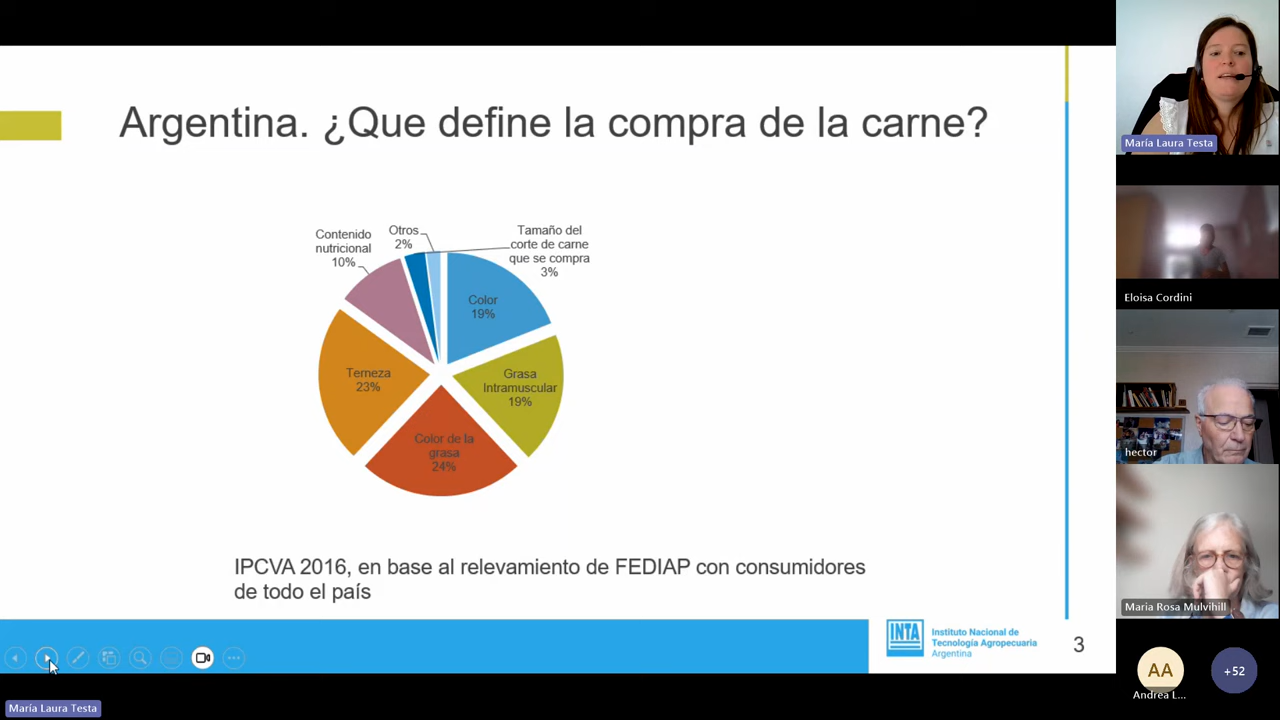 Argentina. ¿Que define la compra de la carne?
Contenido
nutricional
10%
Otros
2%
Tamaño del
corte de carne
que se compra
3%
Color
19%
Grasa
Intramuscular
19%
Color de la
grasa
24%
Terneza
23%
IPCVA 2016, en base al relevamiento de FEDIAP con consumidores
de todo el país
INTA
Instituto Nacional de
Tecnología Agropecuaria
Argentina
3
María Laura Testa
María Laura Testa
Eloisa Cordini
hector
Maria Rosa Mulvihill
AA
Andrea L...
+52